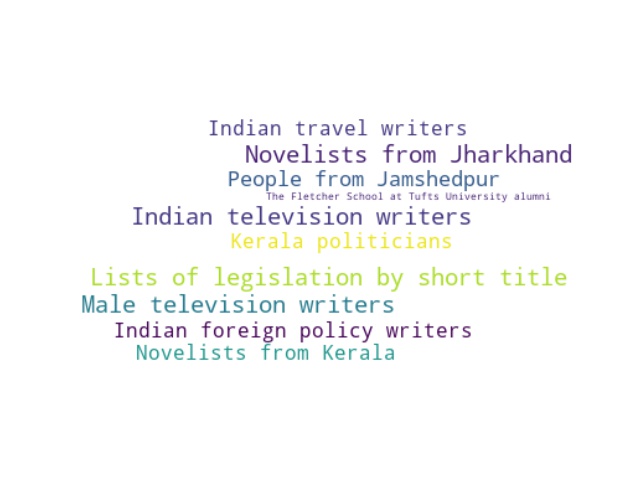 Indian travel writers
Novelists from Jharkhand
People from Jamshedpur
The Fletcher School at Tufts University alumni
Indian television writers
Kerala politicians
Lists of legislation by short title
Male television writers
Indian foreign policy writers
Novelists from Kerala